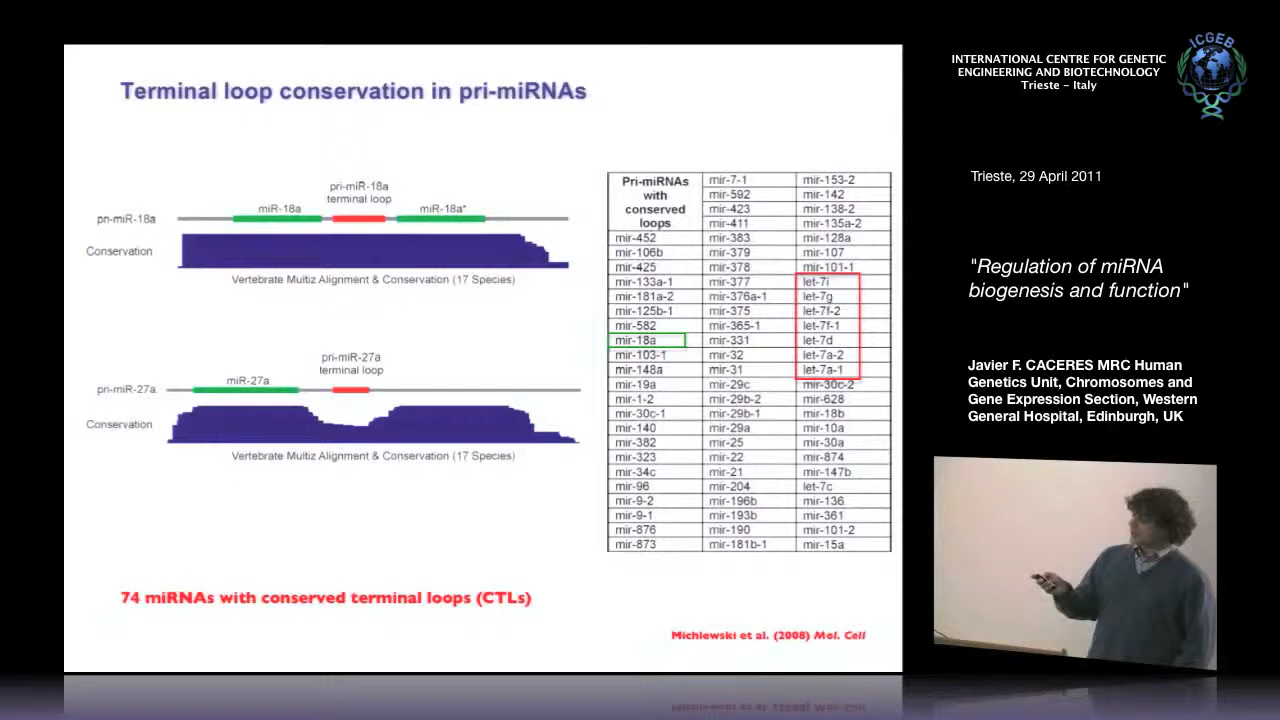 Terminal loop conservation in pri-miRNAs
pri-miR-18a
terminal loop
miR-18a
miR-18a*
pri-miR-18a
Conservation
Vertebrate Multiz Alignment & Conservation (17 Species)
pri-miR-27a
terminal loop
miR-27a
pri-miR-27a
Conservation
Vertebrate Multiz Alignment & Conservation (17 Species)
74 miRNAs with conserved terminal loops (CTLs)
Pri-miRNAs
with
conserved
loops
mir-7-1 mir-153-2
mir-592 mir-142
mir-423 mir-138-2
mir-411 mir-135a-2
mir-452 mir-383 mir-128a
mir-106b mir-379 mir-107
mir-425 mir-378 mir-101-1
mir-133a-1 mir-377 let-7i
mir-181a-2 mir-376a-1 let-7g
mir-125b-1 mir-375 let-7f-2
mir-582 mir-365-1 let-7f-1
mir-18a mir-331 let-7d
mir-103-1 mir-32 let-7a-2
mir-148a mir-31 let-7a-1
mir-19a mir-29c mir-30c-2
mir-1-2 mir-29b-2 mir-628
mir-30c-1 mir-29b-1 mir-18b
mir-140 mir-29a mir-10a
mir-382 mir-25 mir-30a
mir-323 mir-22 mir-874
mir-34c mir-21 mir-147b
mir-96 mir-204 let-7c
mir-9-2 mir-196b mir-136
mir-9-1 mir-193b mir-361
mir-876 mir-190 mir-101-2
mir-873 mir-181b-1 mir-15a
Michlewski et al. (2008) Mol. Cell
INTERNATIONAL CENTRE FOR GENETIC
ENGINEERING AND BIOTECHNOLOGY
Trieste - Italy
ICGEB
Trieste, 29 April 2011
"Regulation of miRNA
biogenesis and function"
Javier F. CACERES MRC Human
Genetics Unit, Chromosomes and
Gene Expression Section, Western
General Hospital, Edinburgh, UK